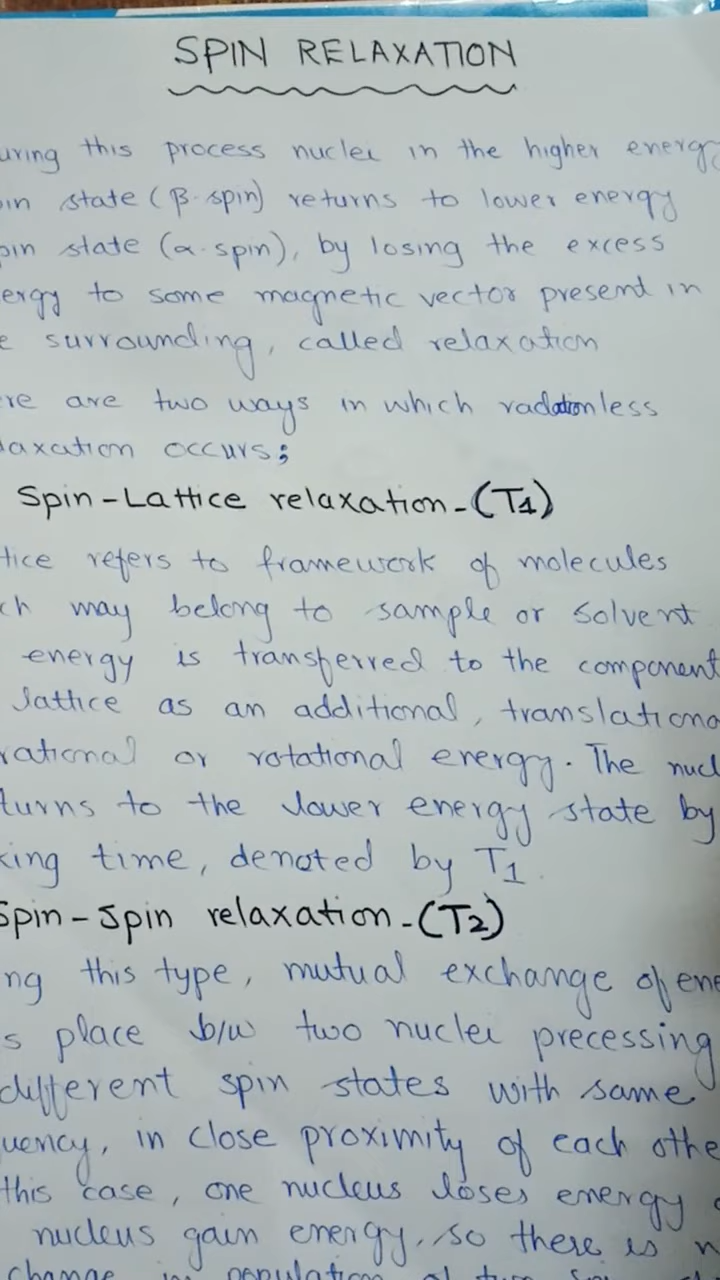 SPIN RELAXATION
uring this process nuclei in the higher energy
in state (β-spin) returns to lower energy
pin state (α-spin), by losing the excess
ergy to some magnetic vector present in
e surrounding, called relaxation
re are two ways in which radationless
laxation occurs;
Spin-Lattice relaxation-(T1)
tice refers to framework of molecules
ch may belong to sample or solvent
energy is transferred to the component
lattice as an additional, translationa
rational or rotational energy. The nucl
turns to the lower energy state by
king time, denoted by T1
Spin-Spin relaxation-(T2)
ng this type, mutual exchange of ene
s place b/w two nuclei precessing
different spin states with same
uency, in close proximity of each othe
this case, one nucleus loses energy
nucleus gain energy, so there is n
change in population of